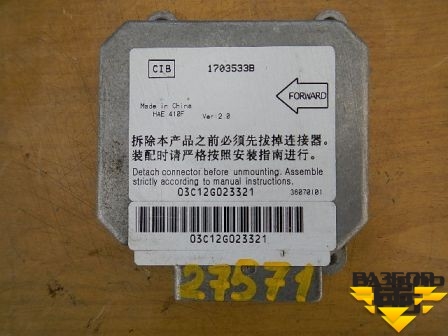 CIB 1703533B
FORWARD
Made in China
HAE 410F Ver 2.0
拆除本产品之前必须先拔掉连接器。
装配时请严格按照安装指南进行。
Detach connector before unmounting. Assemble
strictly according to manual instructions.
03C12G023321 36070101
03C12G023321
27571
РАЗБОР